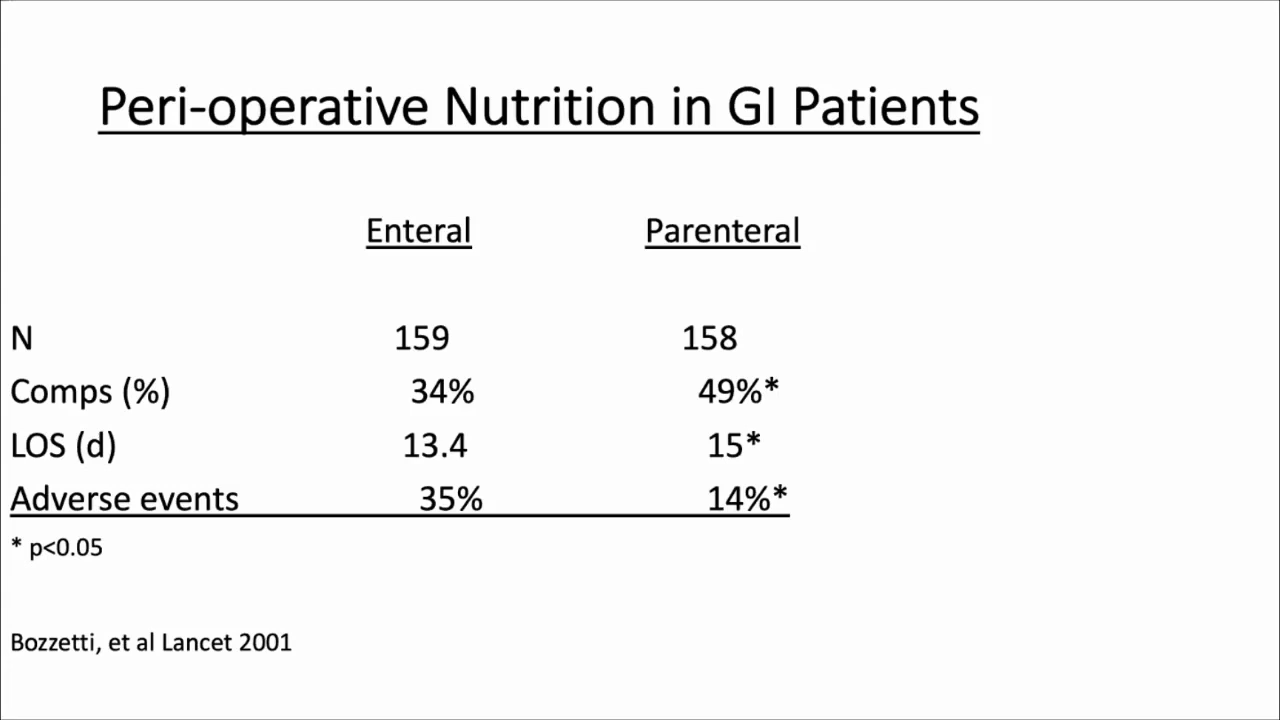 Peri-operative Nutrition in GI Patients
Enteral Parenteral
N 159 158
Comps (%) 34% 49%*
LOS (d) 13.4 15*
Adverse events 35% 14%*
* p<0.05
Bozzetti, et al Lancet 2001